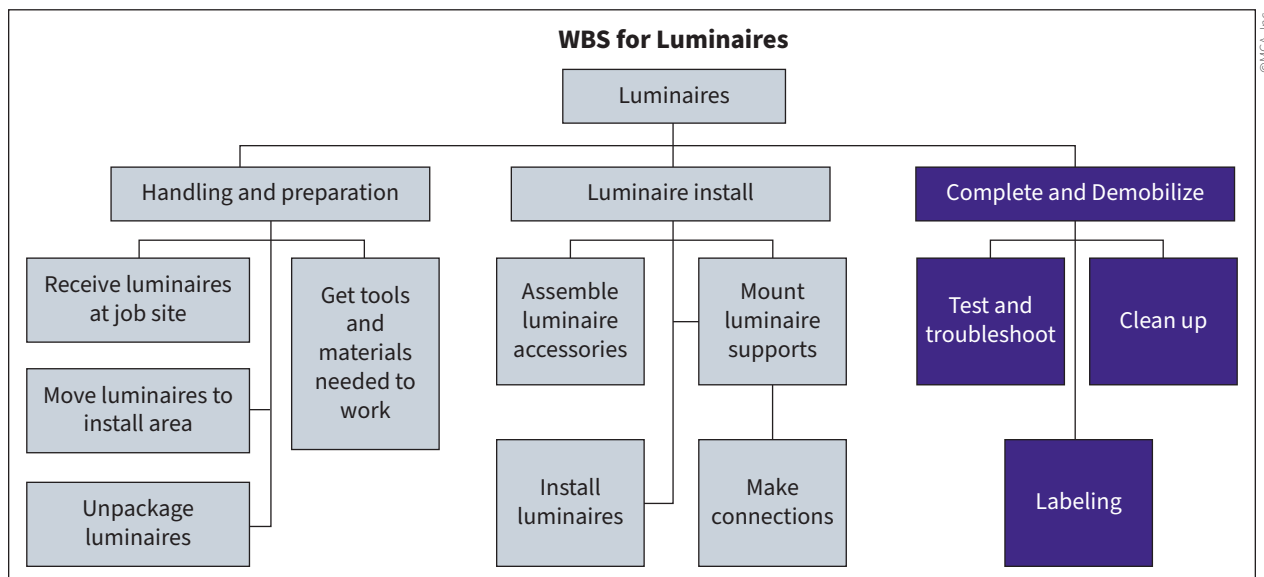 WBS for Luminaires
Luminaires
Handling and preparation
Luminaire install
Complete and Demobilize
Receive luminaires
at job site
Get tools
and
materials
needed to
work
Move luminaires to
install area
Unpackage
luminaires
Assemble
luminaire
accessories
Mount
luminaire
supports
Install
luminaires
Make
connections
Test and
troubleshoot
Clean up
Labeling
©MCA, Inc.